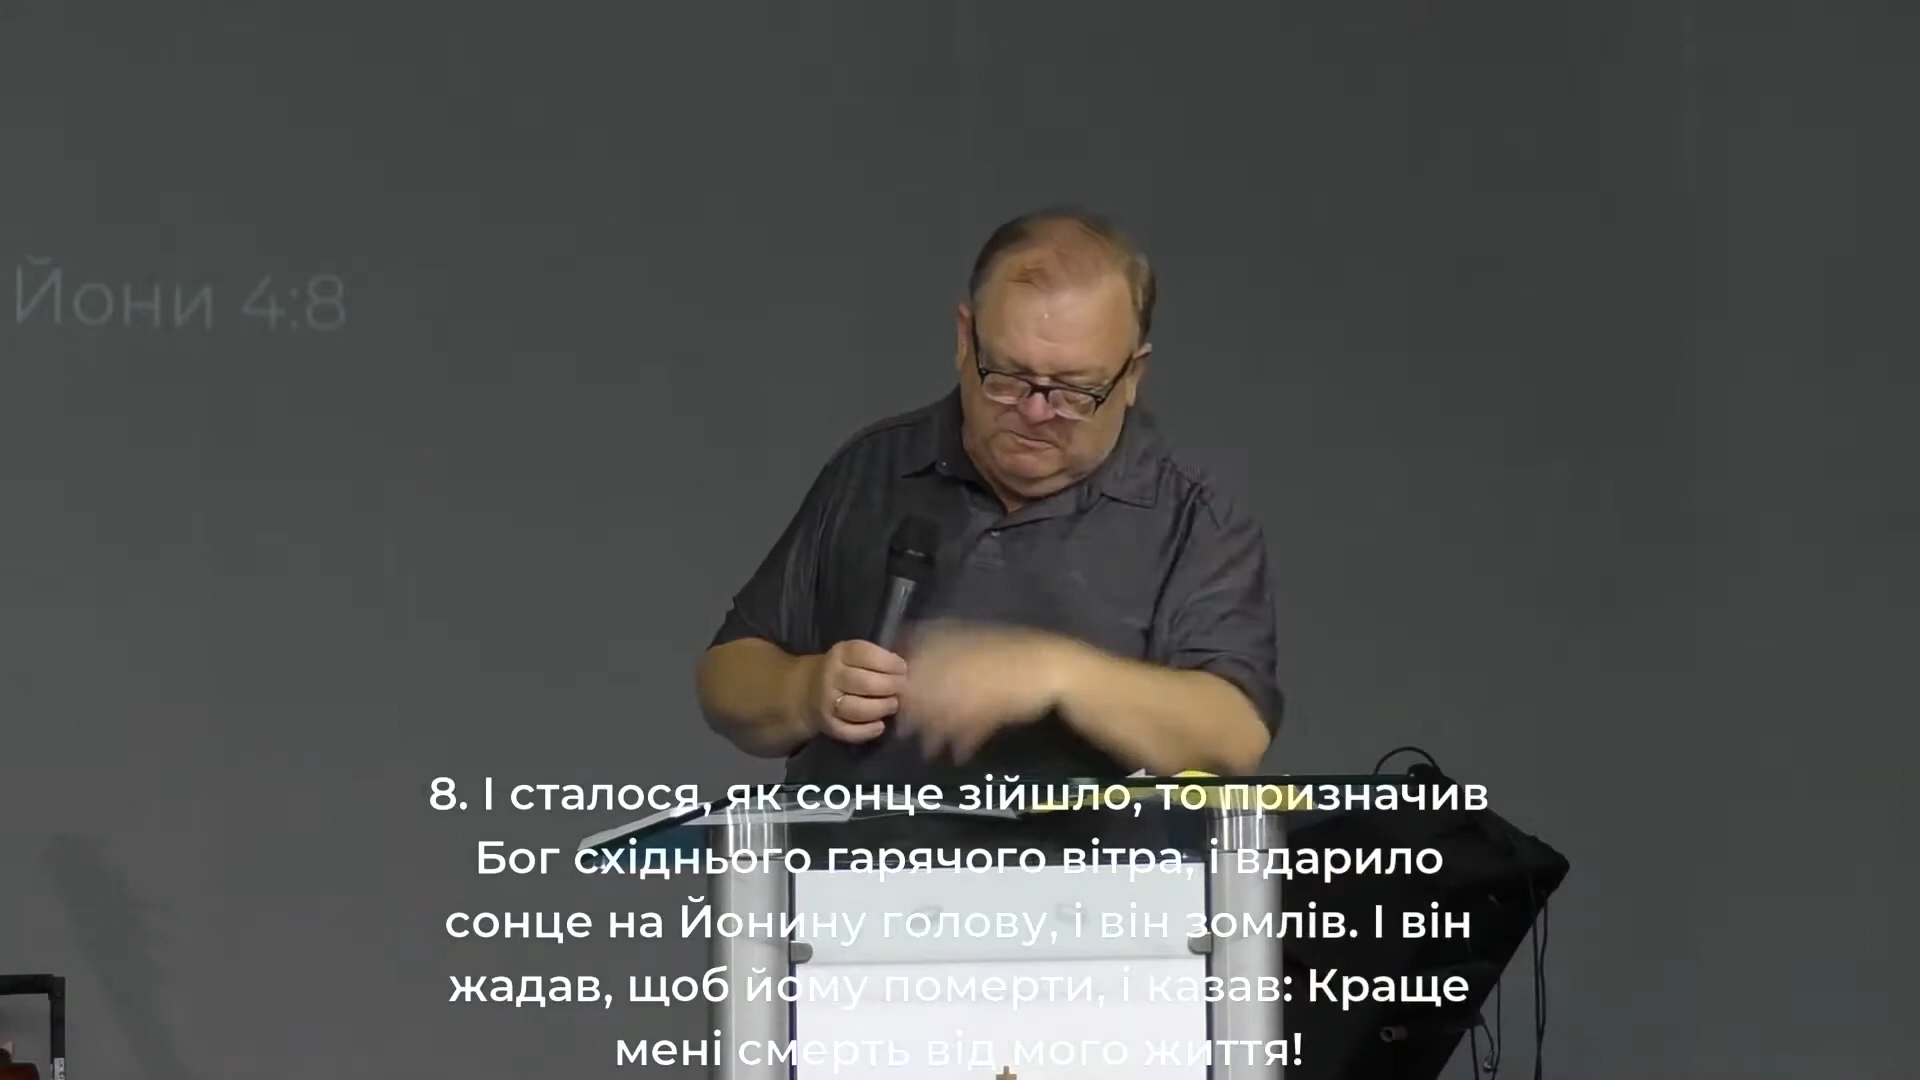 Йони 4:8
8. І сталося, як сонце зійшло, то призначив
Бог східнього гарячого вітра, і вдарило
сонце на Йонину голову, і він зомлів. І він
жадав, щоб йому померти, і казав: Краще
мені смерть від мого життя!